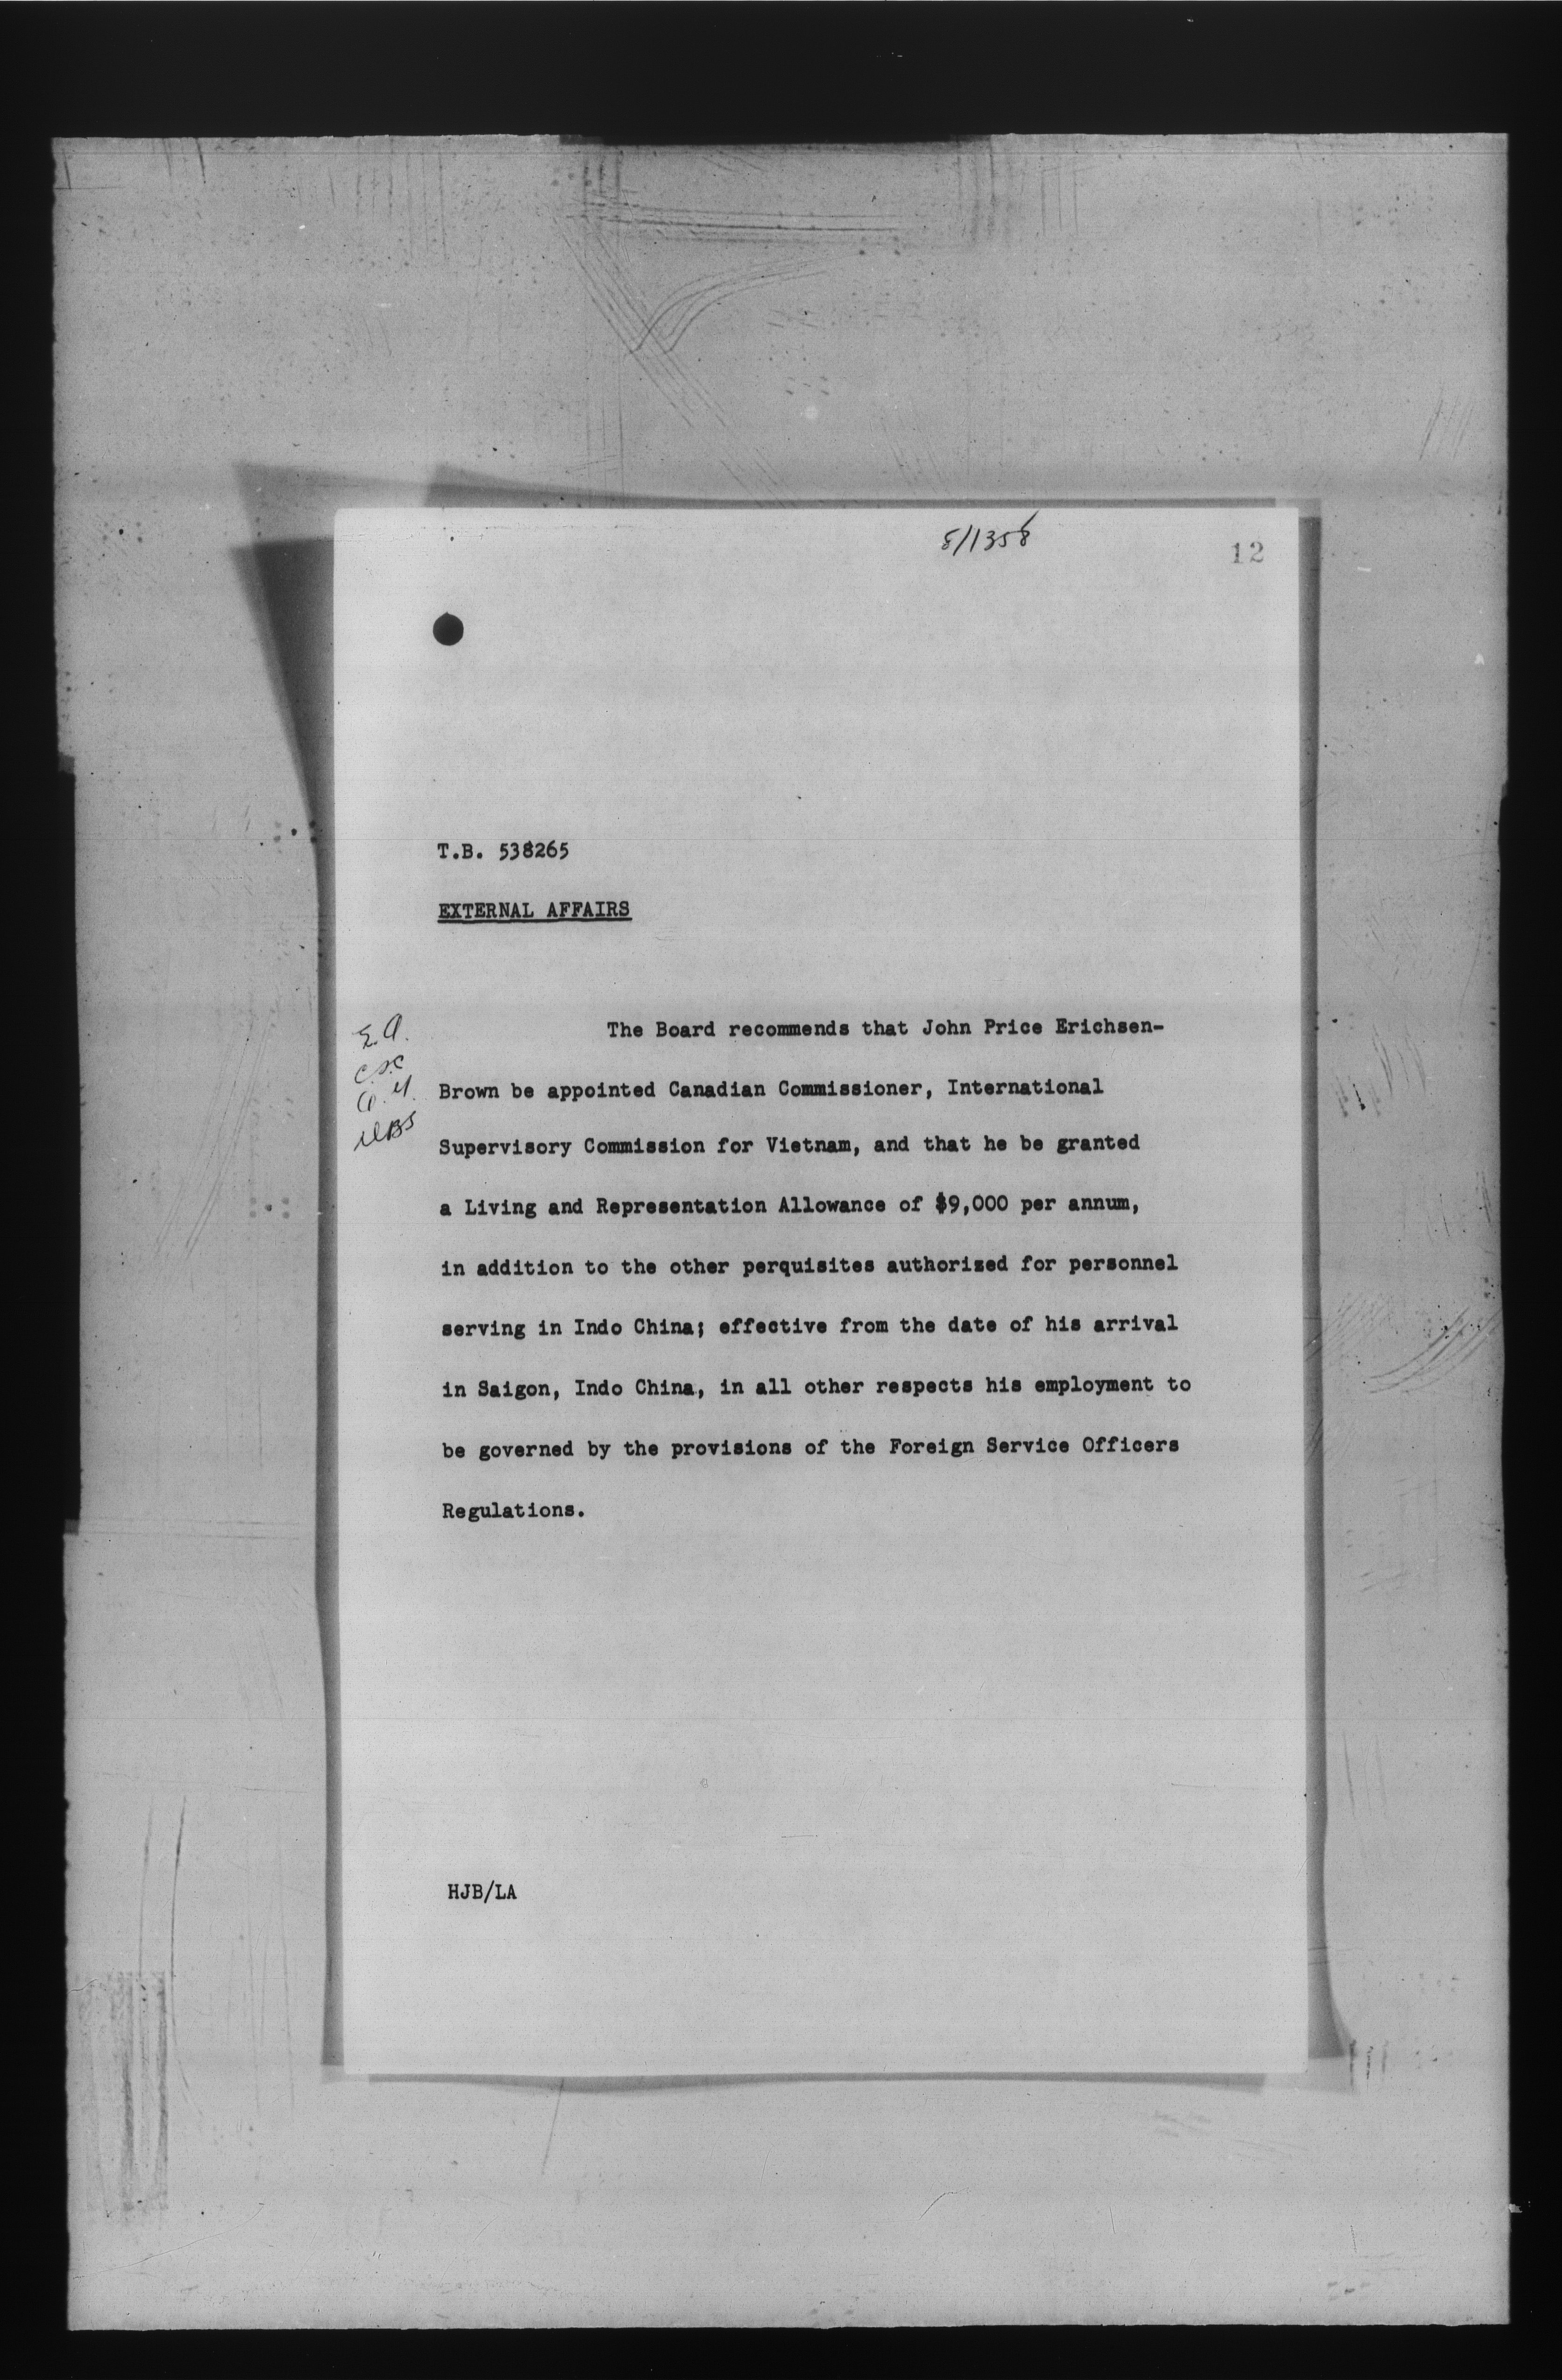 8/1358
12
T.B. 538265
EXTERNAL AFFAIRS
The Board recommends that John Price Erichsen-
E.A.
C.S.C
Brown be appointed Canadian Commissioner, International
Supervisory Commission for Vietnam, and that he be granted
a Living and Representation Allowance of $9,000 per annum,
in addition to the other perquisites authorized for personnel
serving in Indo China; effective from the date of his arrival
in Saigon, Indo China, in all other respects his employment to
be governed by the provisions of the Foreign Service Officers
Regulations.
HJB/LA